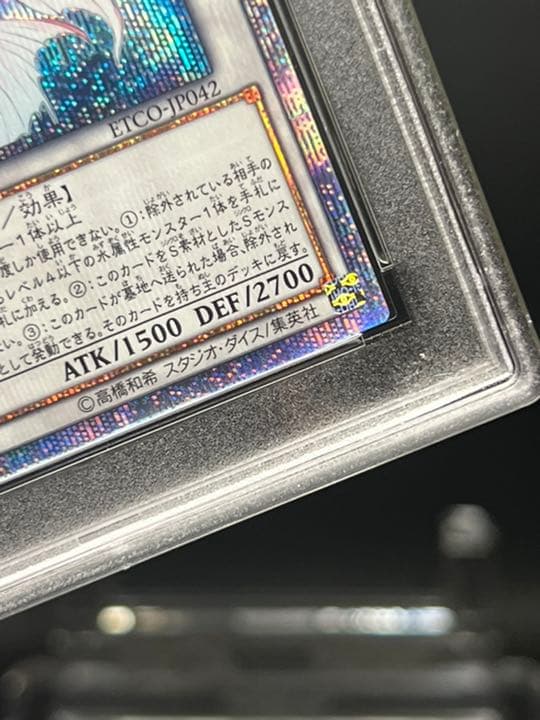 ETCO-JP042
／効果】
ー1体以上
度しか使用できない。①：除外されている相手の
レベル4以下の水属性モンスター1体を手札に
札に加える。②：このカードをS素材としたSモンス
い。③：このカードが墓地へ送られた場合、除外され
として発動できる。そのカードを持ち主のデッキに戻す。
ATK/1500 DEF/2700
©高橋和希 スタジオ・ダイス/集英社